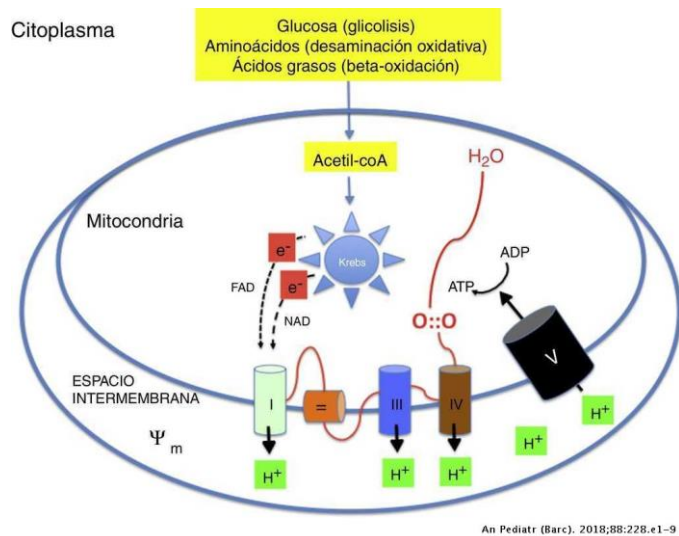 Citoplasma
Glucosa (glicolisis)
Aminoácidos (desaminación oxidativa)
Ácidos grasos (beta-oxidación)
Acetil-coA
H₂O
Mitocondria
e⁻
Krebs
e⁻
FAD
NAD
ADP
ATP
O::O
V
ESPACIO
INTERMEMBRANA
I
II
III
IV
Ψm
H⁺
H⁺
H⁺
H⁺
H⁺
An Pediatr (Barc). 2018;88:228.e1-9